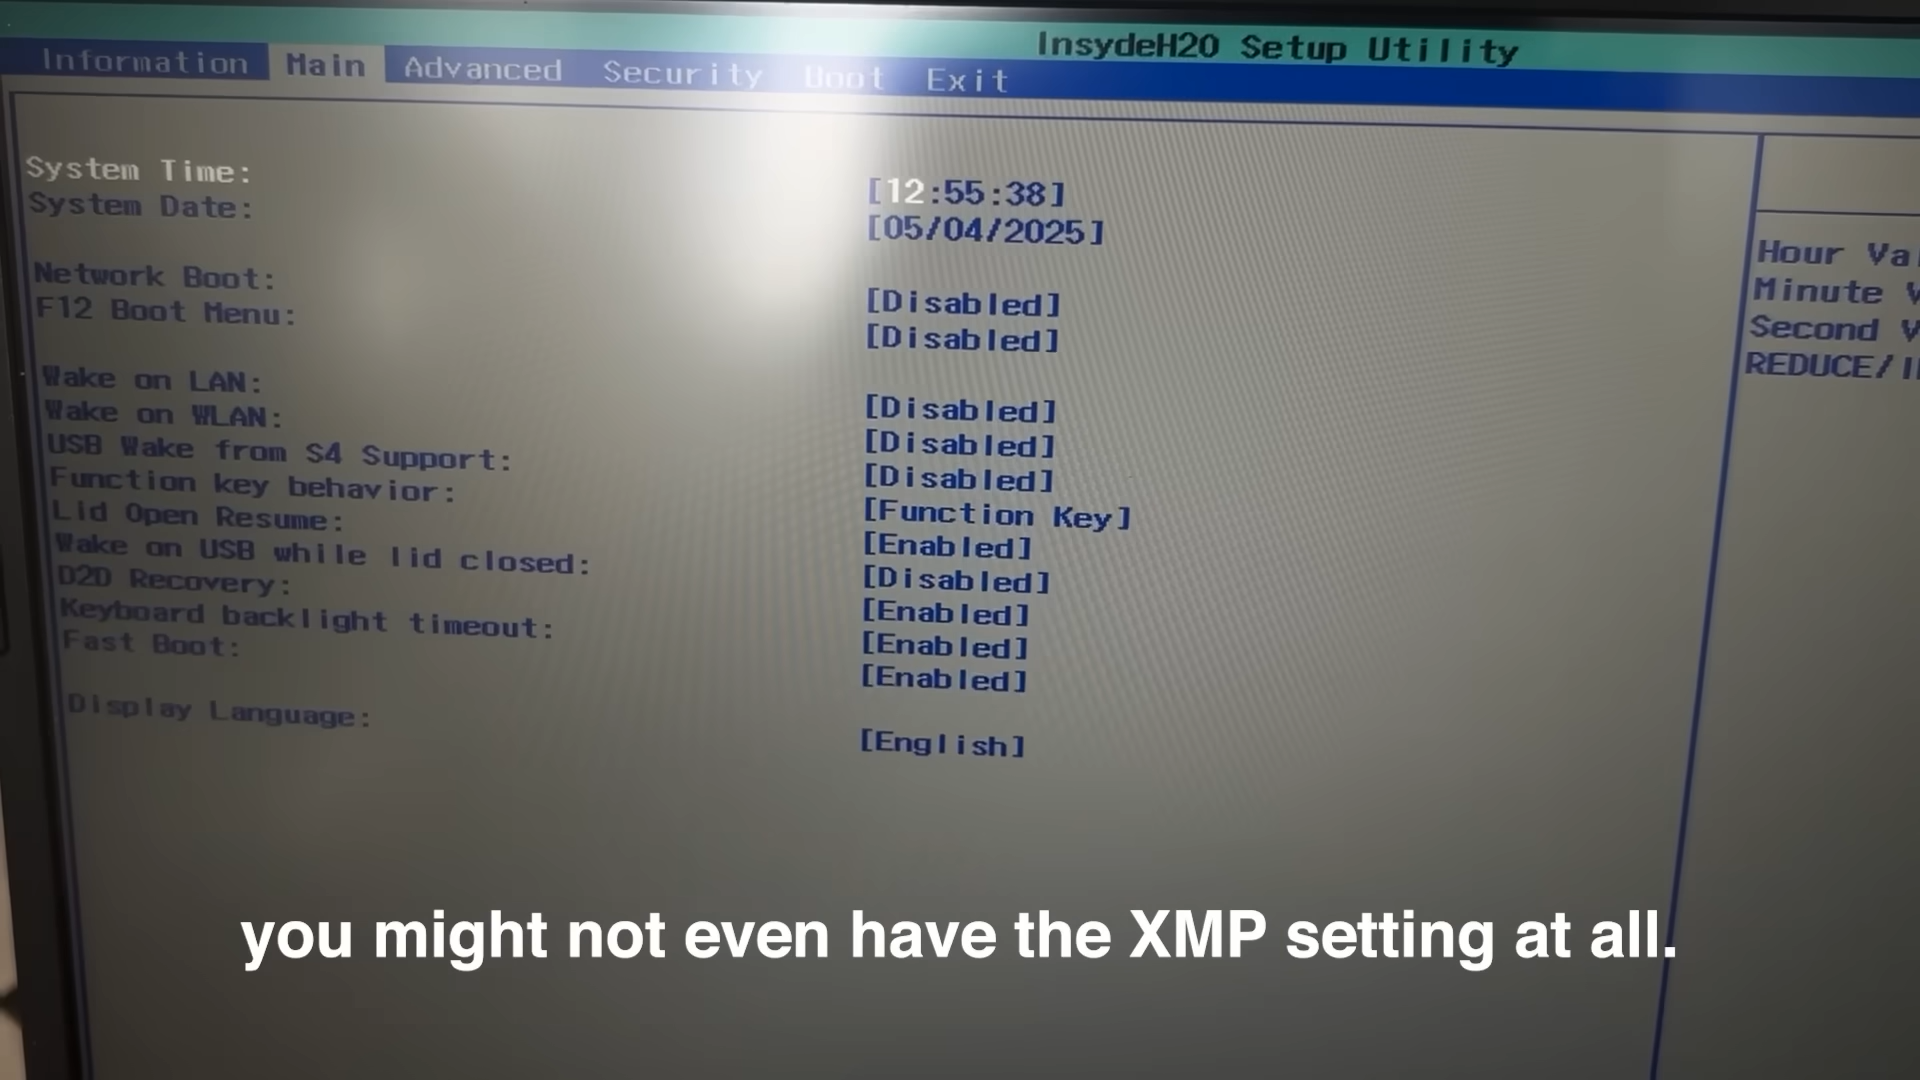 InsydeH20 Setup Utility
Information Main Advanced Security Boot Exit
System Time: [12:55:38]
System Date: [05/04/2025]
Network Boot: [Disabled]
F12 Boot Menu: [Disabled]
Wake on LAN: [Disabled]
Wake on WLAN: [Disabled]
USB Wake from S4 Support: [Disabled]
Function key behavior: [Function Key]
Lid Open Resume: [Enabled]
Wake on USB while lid closed: [Disabled]
D2D Recovery: [Enabled]
Keyboard backlight timeout: [Enabled]
Fast Boot: [Enabled]
Display Language: [English]
Hour Va
Minute V
Second V
REDUCE/I
you might not even have the XMP setting at all.